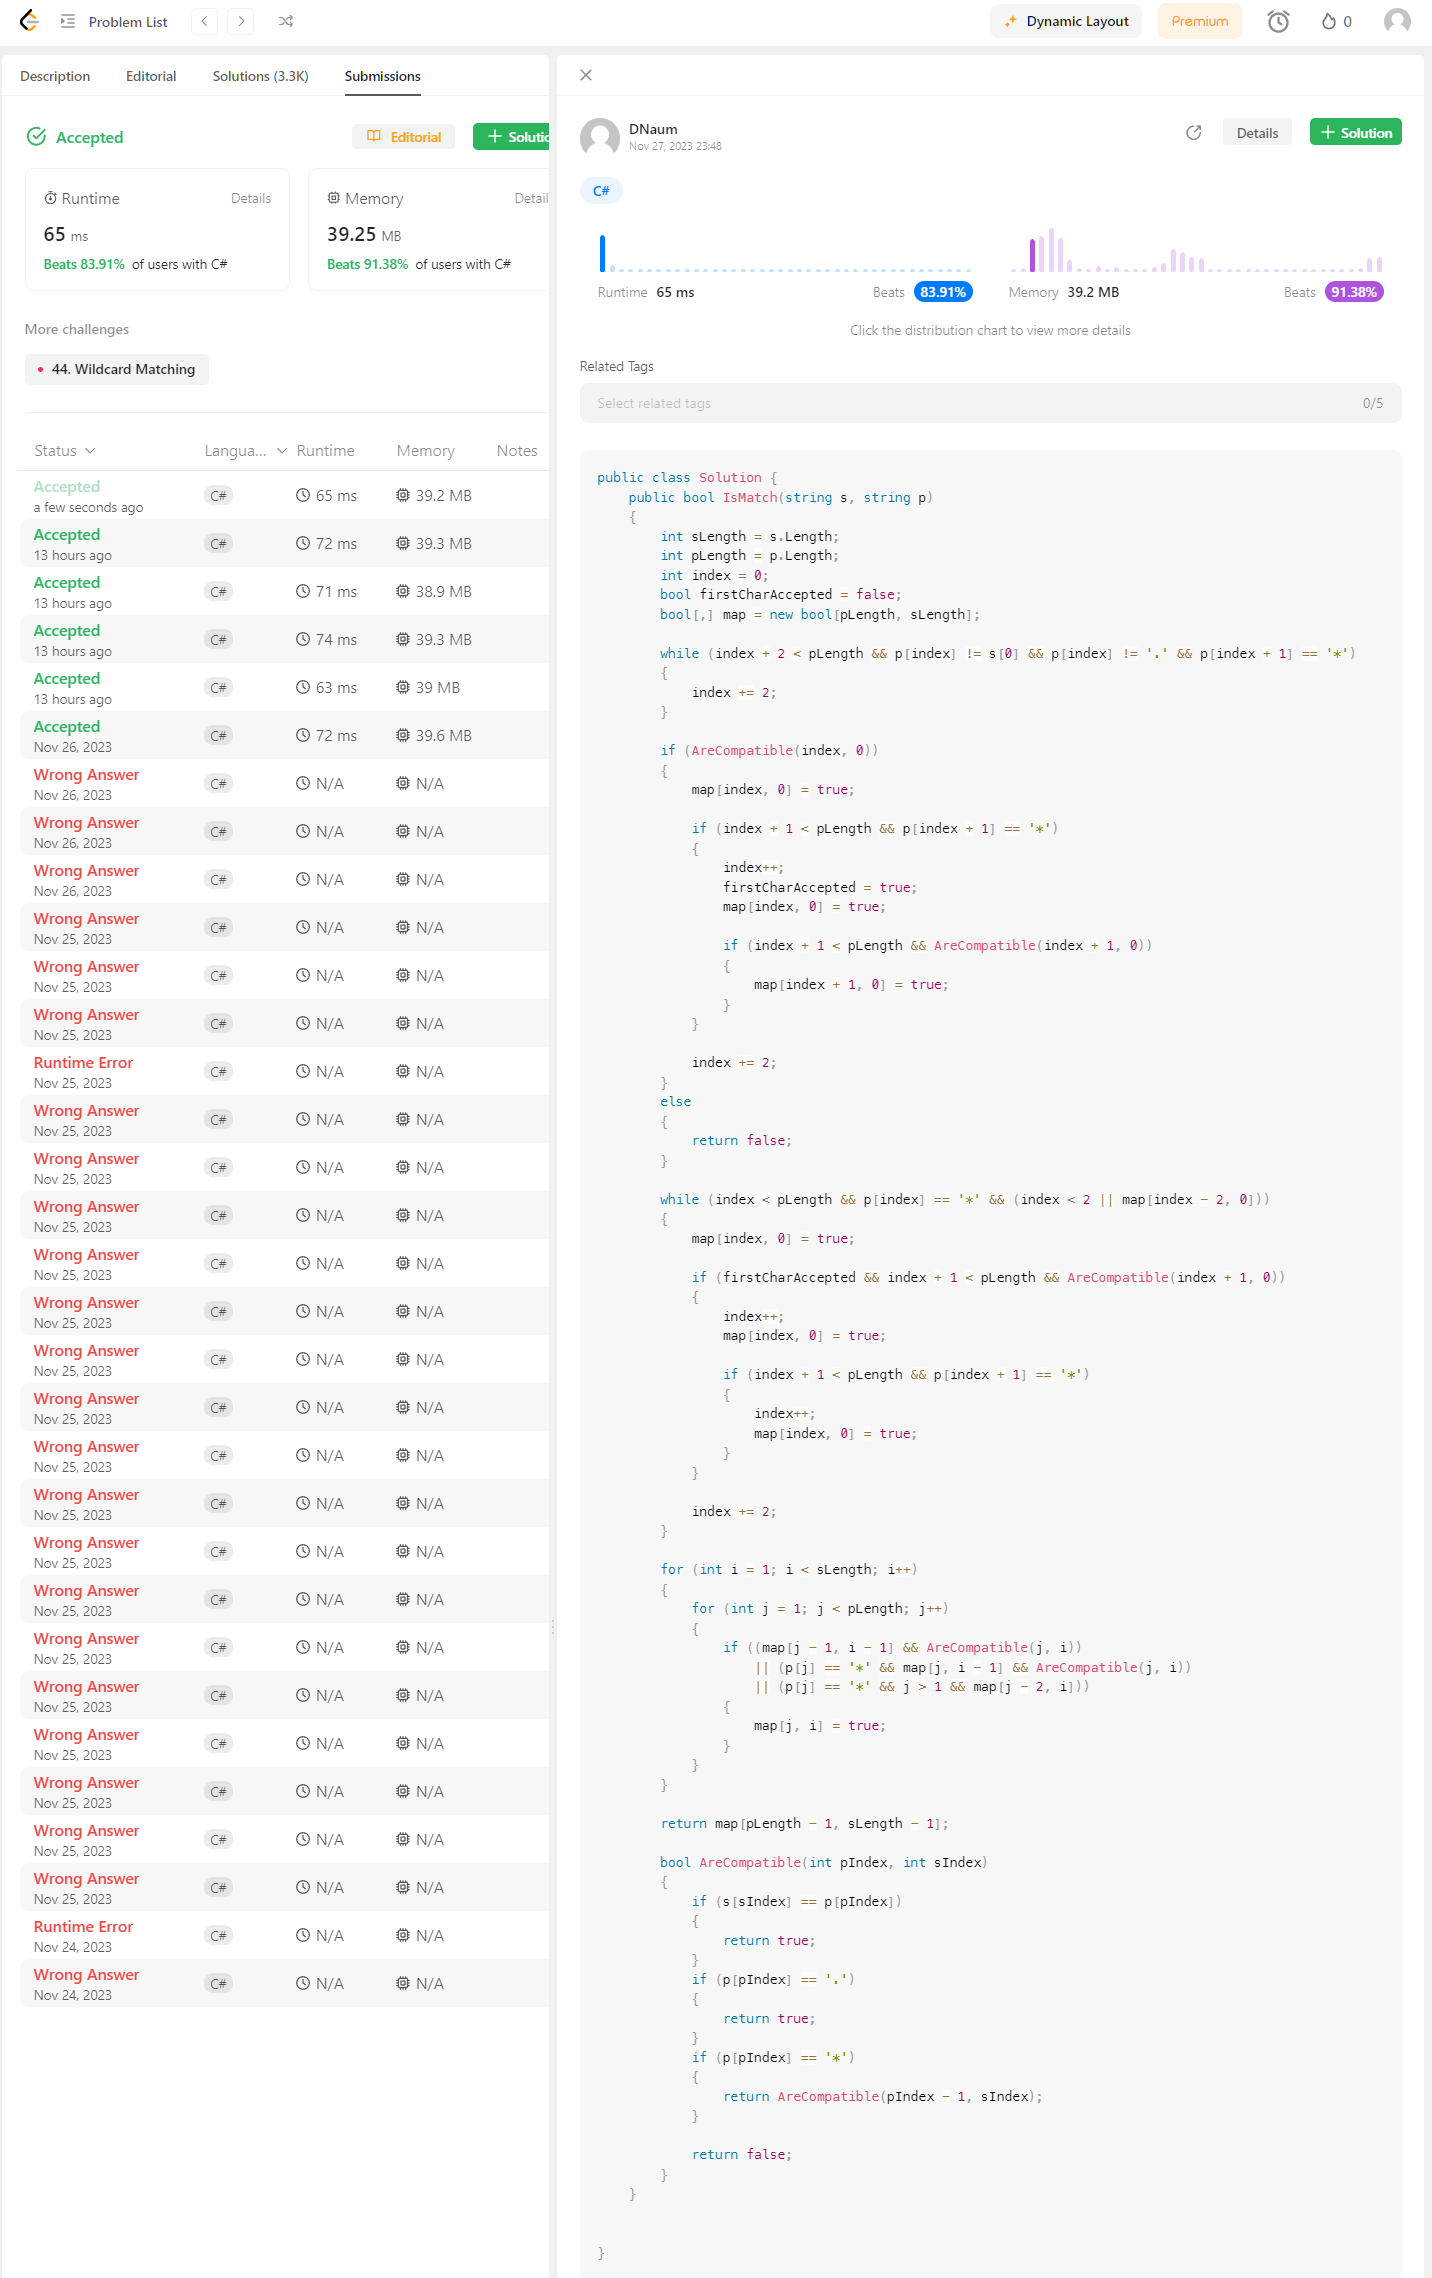 Problem List
Dynamic Layout
Premium
0
Description Editorial Solutions (3.3K) Submissions
Accepted
Editorial
Solutio
Runtime Details
65 ms
Beats 83.91% of users with C#
Memory Detail
39.25 MB
Beats 91.38% of users with C#
More challenges
44. Wildcard Matching
Status Langua... Runtime Memory Notes
Accepted C# 65 ms 39.2 MB
a few seconds ago
Accepted C# 72 ms 39.3 MB
13 hours ago
Accepted C# 71 ms 38.9 MB
13 hours ago
Accepted C# 74 ms 39.3 MB
13 hours ago
Accepted C# 63 ms 39 MB
13 hours ago
Accepted C# 72 ms 39.6 MB
Nov 26, 2023
Wrong Answer C# N/A N/A
Nov 26, 2023
Wrong Answer C# N/A N/A
Nov 26, 2023
Wrong Answer C# N/A N/A
Nov 26, 2023
Wrong Answer C# N/A N/A
Nov 25, 2023
Wrong Answer C# N/A N/A
Nov 25, 2023
Wrong Answer C# N/A N/A
Nov 25, 2023
Runtime Error C# N/A N/A
Nov 25, 2023
Wrong Answer C# N/A N/A
Nov 25, 2023
Wrong Answer C# N/A N/A
Nov 25, 2023
Wrong Answer C# N/A N/A
Nov 25, 2023
Wrong Answer C# N/A N/A
Nov 25, 2023
Wrong Answer C# N/A N/A
Nov 25, 2023
Wrong Answer C# N/A N/A
Nov 25, 2023
Wrong Answer C# N/A N/A
Nov 25, 2023
Wrong Answer C# N/A N/A
Nov 25, 2023
Wrong Answer C# N/A N/A
Nov 25, 2023
Wrong Answer C# N/A N/A
Nov 25, 2023
Wrong Answer C# N/A N/A
Nov 25, 2023
Wrong Answer C# N/A N/A
Nov 25, 2023
Wrong Answer C# N/A N/A
Nov 25, 2023
Wrong Answer C# N/A N/A
Nov 25, 2023
Wrong Answer C# N/A N/A
Nov 25, 2023
Wrong Answer C# N/A N/A
Nov 25, 2023
Wrong Answer C# N/A N/A
Nov 25, 2023
Runtime Error C# N/A N/A
Nov 24, 2023
Wrong Answer C# N/A N/A
Nov 24, 2023
DNaum
Nov 27, 2023 23:48
Details
Solution
C#
Runtime 65 ms Beats 83.91%
Memory 39.2 MB Beats 91.38%
Click the distribution chart to view more details
Related Tags
Select related tags 0/5
public class Solution {
    public bool IsMatch(string s, string p)
    {
        int sLength = s.Length;
        int pLength = p.Length;
        int index = 0;
        bool firstCharAccepted = false;
        bool[,] map = new bool[pLength, sLength];

        while (index + 2 < pLength && p[index] != s[0] && p[index] != '.' && p[index + 1] == '*')
        {
            index += 2;
        }

        if (AreCompatible(index, 0))
        {
            map[index, 0] = true;

            if (index + 1 < pLength && p[index + 1] == '*')
            {
                index++;
                firstCharAccepted = true;
                map[index, 0] = true;

                if (index + 1 < pLength && AreCompatible(index + 1, 0))
                {
                    map[index + 1, 0] = true;
                }
            }

            index += 2;
        }
        else
        {
            return false;
        }

        while (index < pLength && p[index] == '*' && (index < 2 || map[index - 2, 0]))
        {
            map[index, 0] = true;

            if (firstCharAccepted && index + 1 < pLength && AreCompatible(index + 1, 0))
            {
                index++;
                map[index, 0] = true;

                if (index + 1 < pLength && p[index + 1] == '*')
                {
                    index++;
                    map[index, 0] = true;
                }
            }

            index += 2;
        }

        for (int i = 1; i < sLength; i++)
        {
            for (int j = 1; j < pLength; j++)
            {
                if ((map[j - 1, i - 1] && AreCompatible(j, i))
                    || (p[j] == '*' && map[j, i - 1] && AreCompatible(j, i))
                    || (p[j] == '*' && j > 1 && map[j - 2, i]))
                {
                    map[j, i] = true;
                }
            }
        }

        return map[pLength - 1, sLength - 1];

        bool AreCompatible(int pIndex, int sIndex)
        {
            if (s[sIndex] == p[pIndex])
            {
                return true;
            }
            if (p[pIndex] == '.')
            {
                return true;
            }
            if (p[pIndex] == '*')
            {
                return AreCompatible(pIndex - 1, sIndex);
            }

            return false;
        }
    }

}